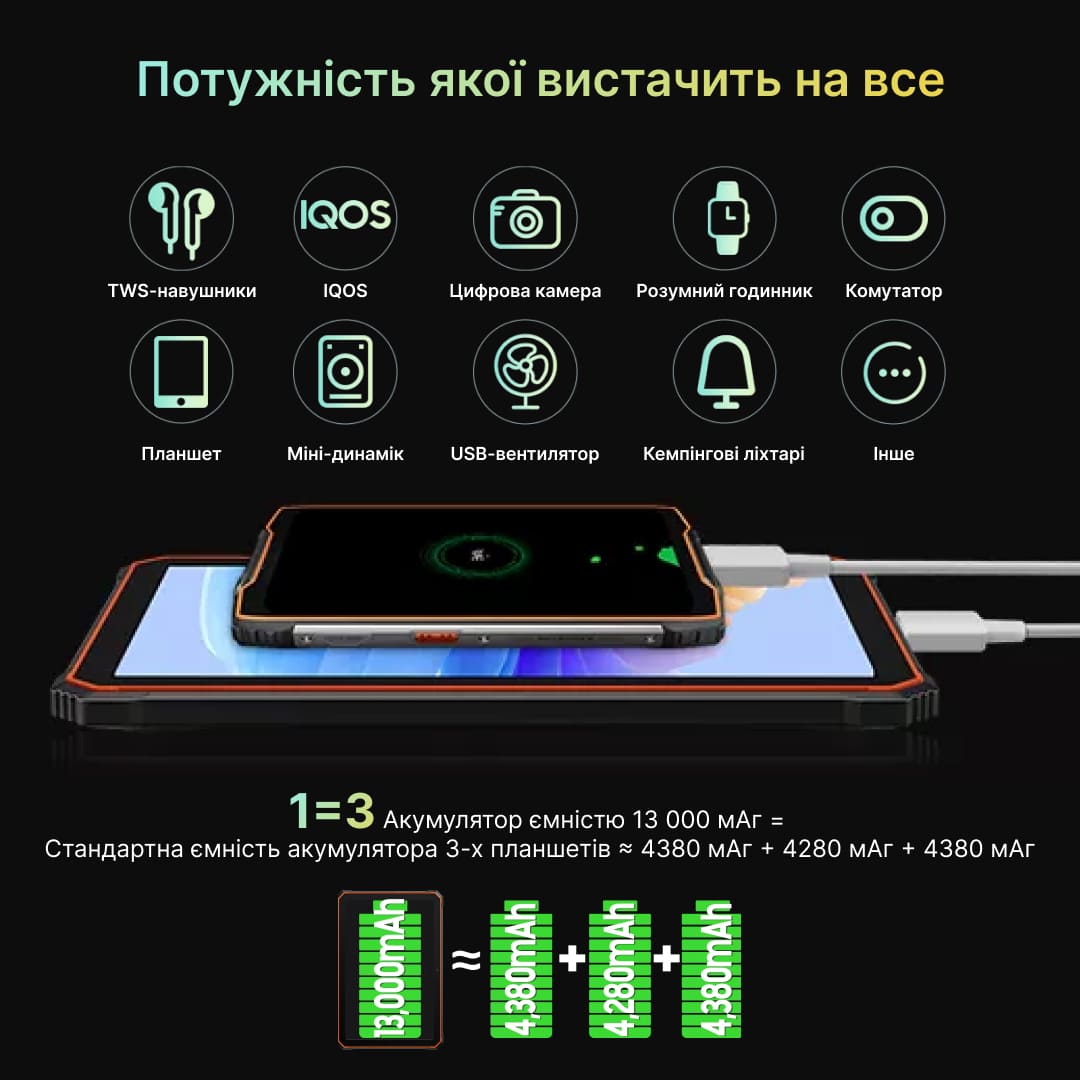 Потужність якої вистачить на все
IQOS
TWS-навушники
IQOS
Цифрова камера
Розумний годинник
Комутатор
Планшет
Міні-динамік
USB-вентилятор
Кемпінгові ліхтарі
Інше
1=3 Акумулятор ємністю 13 000 мАг =
Стандартна ємність акумулятора 3-х планшетів ≈ 4380 мАг + 4280 мАг + 4380 мАг
13,000mAh ≈ 4,380mAh + 4,280mAh + 4,380mAh